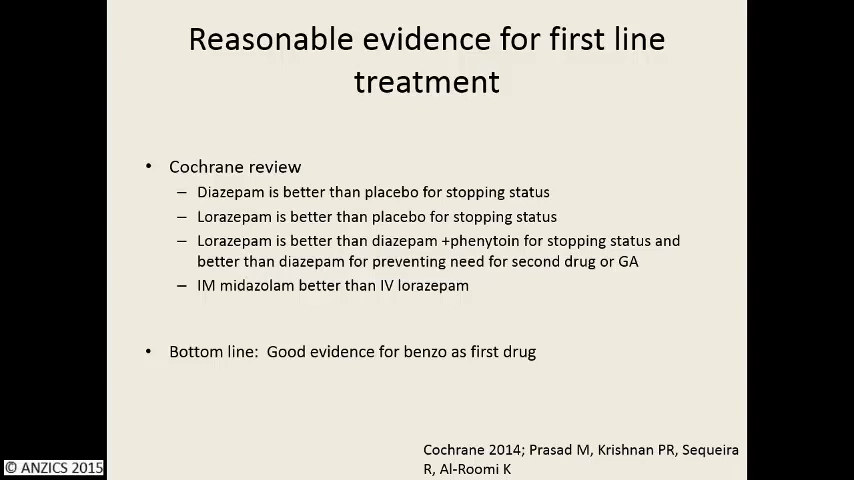 Reasonable evidence for first line
treatment
• Cochrane review
– Diazepam is better than placebo for stopping status
– Lorazepam is better than placebo for stopping status
– Lorazepam is better than diazepam +phenytoin for stopping status and
better than diazepam for preventing need for second drug or GA
– IM midazolam better than IV lorazepam
• Bottom line:  Good evidence for benzo as first drug
Cochrane 2014; Prasad M, Krishnan PR, Sequeira
R, Al-Roomi K
© ANZICS 2015